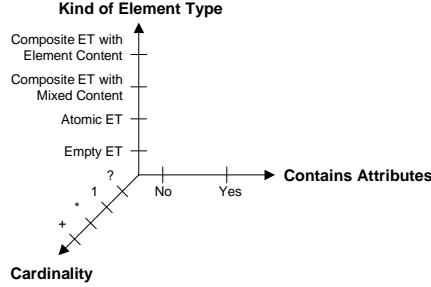 Kind of Element Type
Composite ET with
Element Content
Composite ET with
Mixed Content
Atomic ET
Empty ET
?
1
*
+
No
Yes
Contains Attributes
Cardinality